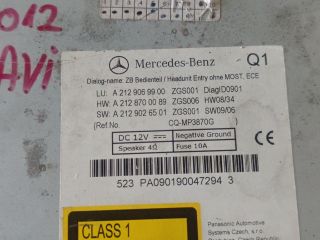 2012
NAVI
Mercedes-Benz Q1
Dialog-name: ZB Bedienteil / Headunit Entry ohne MOST, ECE
LU: A 212 906 99 00 ZGS001 Diag/D0901
HW: A 212 870 00 89 ZGS006 HW08/34
SW: A 212 902 65 01 ZGS001 SW09/06
(Ref No. CQ-MP3870G )
DC 12V Negative Ground
Speaker 4Ω Fuse 10A
523 PA090190047294 3
CLASS 1
Panasonic Automotive
Systems Czech, s.r.o.